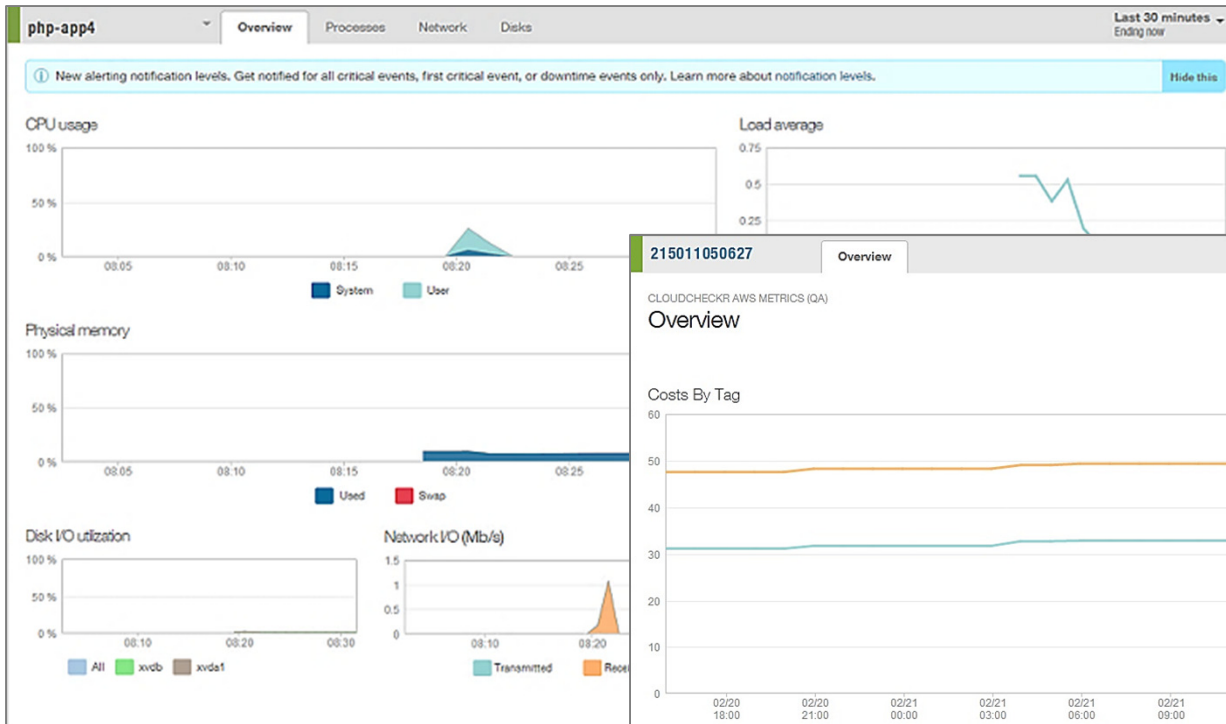 php-app4
Overview
Processes
Network
Disks
Last 30 minutes
Ending now
New alerting notification levels. Get notified for all critical events, first critical event, or downtime events only. Learn more about notification levels.
Hide this
CPU usage
100 %
50 %
0 %
08:05 08:10 08:15 08:20 08:25
System User
Load average
0.75
0.5
0.25
Physical memory
100 %
50 %
0 %
08:05 08:10 08:15 08:20 08:25
Used Swap
Disk I/O utilization
100 %
50 %
0 %
08:10 08:20 08:30
All xvdb xvda1
Network I/O (Mb/s)
1.5
1
0.5
0
08:10 08:20
Transmitted Rece
215011050627
Overview
CLOUDCHECKR AWS METRICS (QA)
Overview
Costs By Tag
60
50
40
30
20
10
0
02/20 02/20 02/21 02/21 02/21 02/21
18:00 21:00 00:00 03:00 06:00 09:00